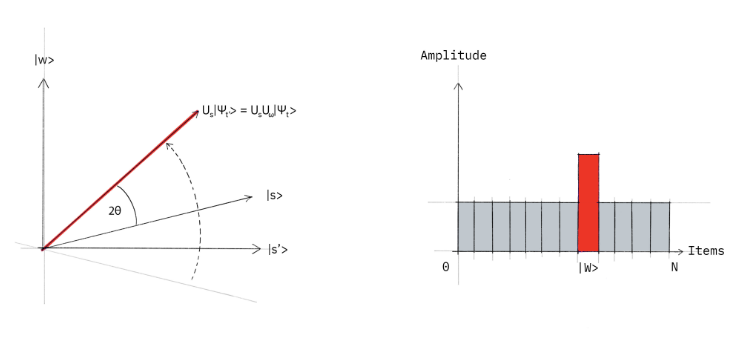 |w>
Uₛ|Ψₜ'> = UₛUω|Ψₜ>
2θ
|s>
|s'>
Amplitude
0
|W>
N
Items